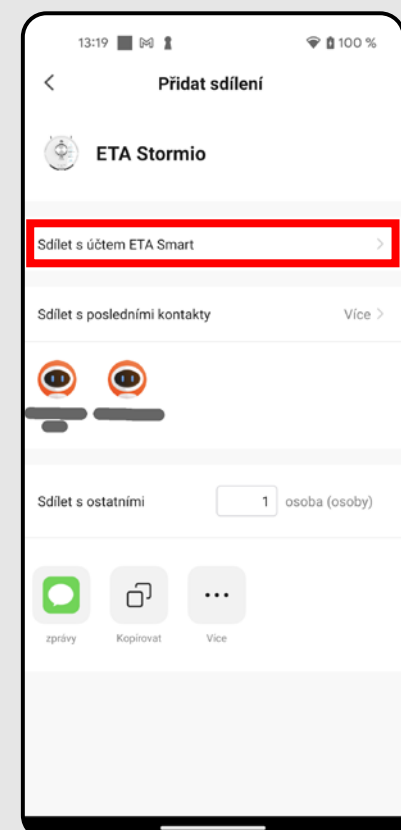 13:19 100 %
Přidat sdílení
ETA Stormio
Sdílet s účtem ETA Smart
Sdílet s posledními kontakty Více
Sdílet s ostatními 1 osoba (osoby)
zprávy Kopírovat Více